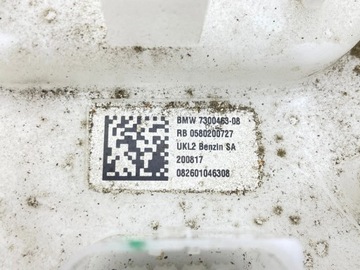 BMW 7300463-08
RB 0580200727
UKL2 Benzin SA
200817
082601046308